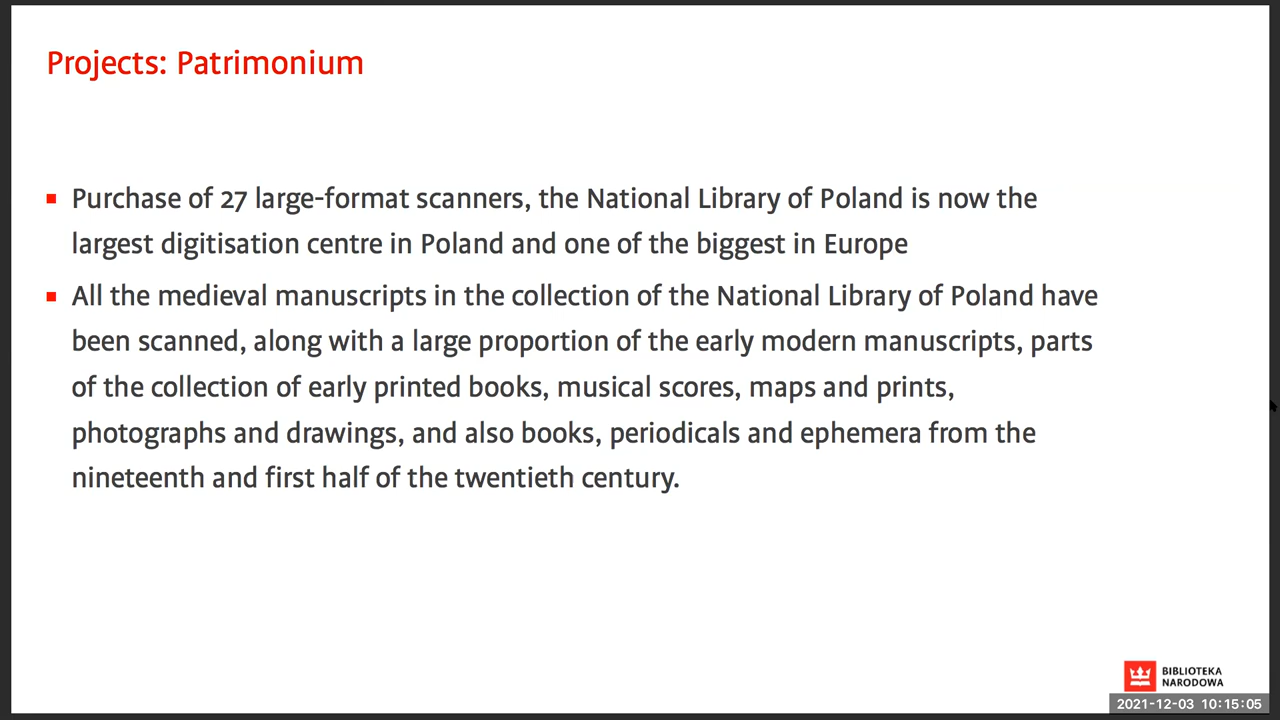 Projects: Patrimonium
Purchase of 27 large-format scanners, the National Library of Poland is now the
largest digitisation centre in Poland and one of the biggest in Europe
All the medieval manuscripts in the collection of the National Library of Poland have
been scanned, along with a large proportion of the early modern manuscripts, parts
of the collection of early printed books, musical scores, maps and prints,
photographs and drawings, and also books, periodicals and ephemera from the
nineteenth and first half of the twentieth century.
BIBLIOTEKA
NARODOWA
2021-12-03 10:15:05